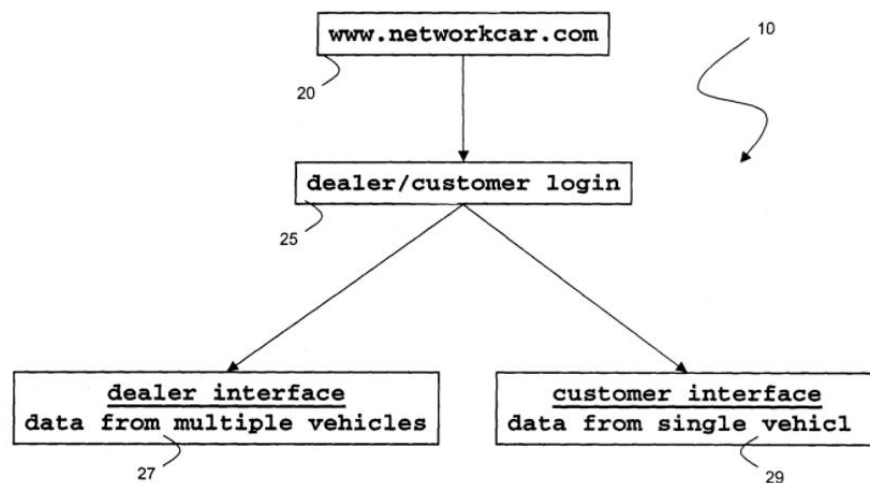 www.networkcar.com
10
20
dealer/customer login
25
dealer interface
data from multiple vehicles
27
customer interface
data from single vehicl
29